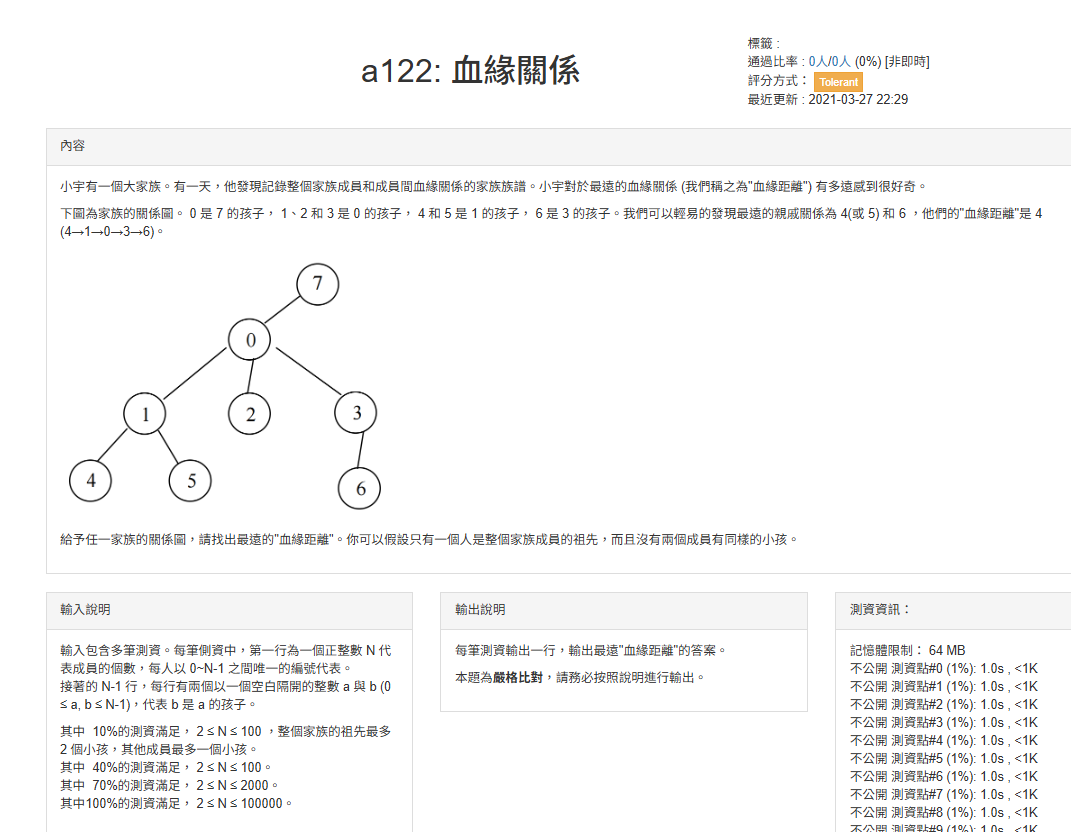 a122: 血緣關係
標籤 :
通過比率 : 0人/0人 (0%) [非即時]
評分方式： Tolerant
最近更新 : 2021-03-27 22:29
內容
小宇有一個大家族。有一天，他發現記錄整個家族成員和成員間血緣關係的家族族譜。小宇對於最遠的血緣關係 (我們稱之為"血緣距離") 有多遠感到很好奇。
下圖為家族的關係圖。 0 是 7 的孩子， 1、2 和 3 是 0 的孩子， 4 和 5 是 1 的孩子， 6 是 3 的孩子。我們可以輕易的發現最遠的親戚關係為 4(或 5) 和 6 ，他們的"血緣距離"是 4
(4→1→0→3→6)。
7
0
1 2 3
4 5 6
給予任一家族的關係圖，請找出最遠的"血緣距離"。你可以假設只有一個人是整個家族成員的祖先，而且沒有兩個成員有同樣的小孩。
輸入說明
輸入包含多筆測資。每筆側資中，第一行為一個正整數 N 代
表成員的個數，每人以 0~N-1 之間唯一的編號代表。
接著的 N-1 行，每行有兩個以一個空白隔開的整數 a 與 b (0
≤ a, b ≤ N-1)，代表 b 是 a 的孩子。
其中 10%的測資滿足， 2 ≤ N ≤ 100 ，整個家族的祖先最多
2 個小孩，其他成員最多一個小孩。
其中 40%的測資滿足， 2 ≤ N ≤ 100。
其中 70%的測資滿足， 2 ≤ N ≤ 2000。
其中100%的測資滿足， 2 ≤ N ≤ 100000。
輸出說明
每筆測資輸出一行，輸出最遠"血緣距離"的答案。
本題為嚴格比對，請務必按照說明進行輸出。
測資資訊：
記憶體限制： 64 MB
不公開 測資點#0 (1%): 1.0s , <1K
不公開 測資點#1 (1%): 1.0s , <1K
不公開 測資點#2 (1%): 1.0s , <1K
不公開 測資點#3 (1%): 1.0s , <1K
不公開 測資點#4 (1%): 1.0s , <1K
不公開 測資點#5 (1%): 1.0s , <1K
不公開 測資點#6 (1%): 1.0s , <1K
不公開 測資點#7 (1%): 1.0s , <1K
不公開 測資點#8 (1%): 1.0s , <1K
不公開 測資點#9 (1%): 1.0s , <1K